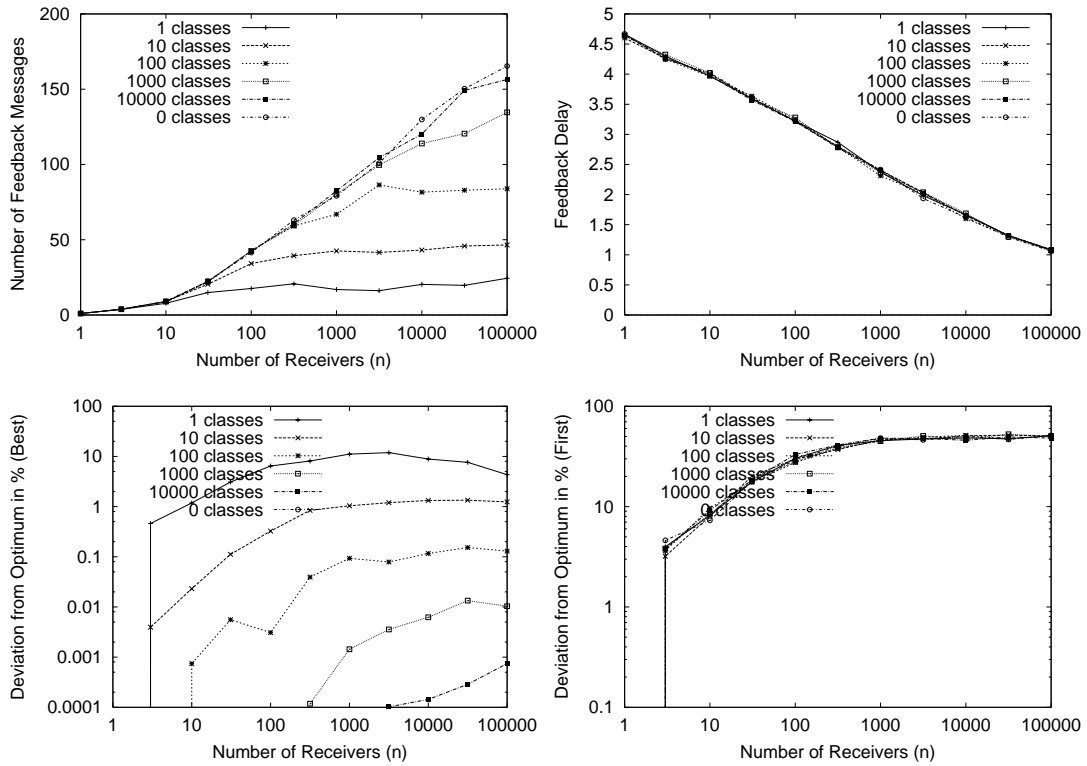 200
150
100
50
0
1
10
100
1000
10000
100000
Number of Feedback Messages
Number of Receivers (n)
1 classes
10 classes
100 classes
1000 classes
10000 classes
0 classes
5
4.5
4
3.5
3
2.5
2
1.5
1
0.5
0
1
10
100
1000
10000
100000
Feedback Delay
Number of Receivers (n)
1 classes
10 classes
100 classes
1000 classes
10000 classes
0 classes
100
10
1
0.1
0.01
0.001
0.0001
1
10
100
1000
10000
100000
Deviation from Optimum in % (Best)
Number of Receivers (n)
1 classes
10 classes
100 classes
1000 classes
10000 classes
0 classes
100
10
1
0.1
1
10
100
1000
10000
100000
Deviation from Optimum in % (First)
Number of Receivers (n)
1 classes
10 classes
100 classes
1000 classes
10000 classes
0 classes